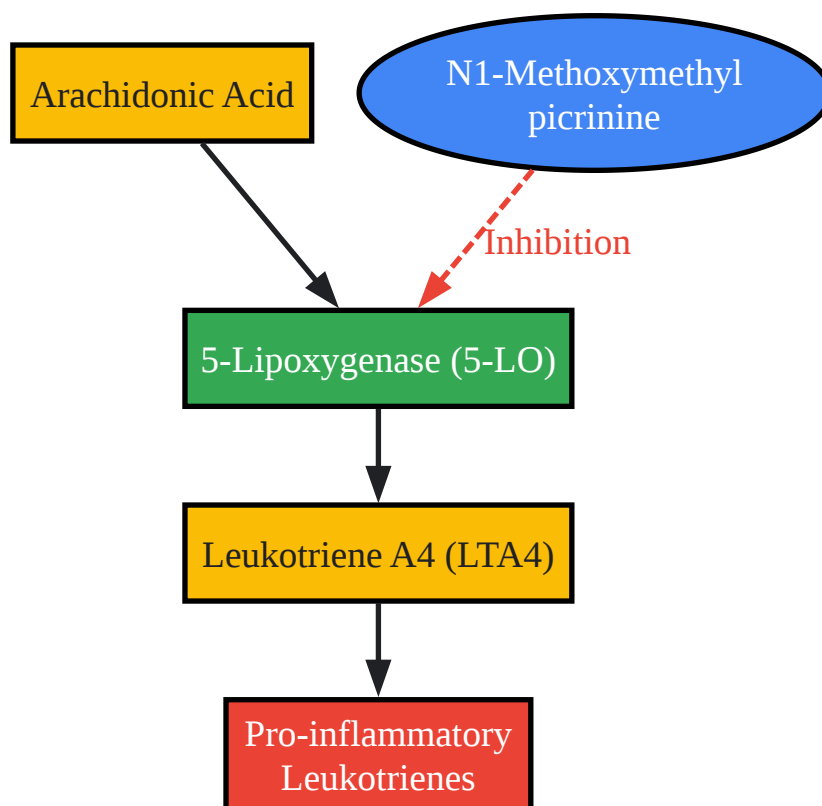 Arachidonic Acid
N1-Methoxymethyl
picrinine
Inhibition
5-Lipoxygenase (5-LO)
Leukotriene A4 (LTA4)
Pro-inflammatory
Leukotrienes